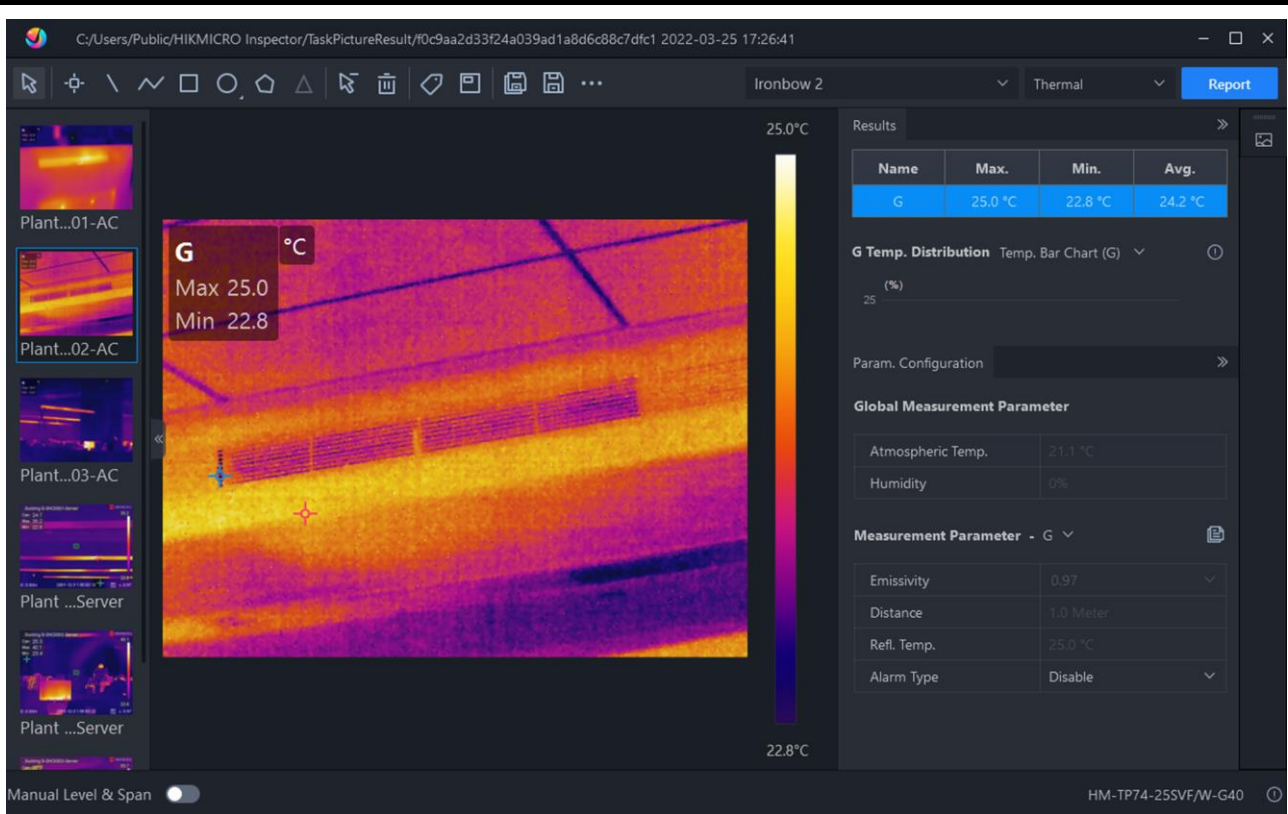 C:/Users/Public/HIKMICRO Inspector/TaskPictureResult/f0c9aa2d33f24a039ad1a8d6c88c7dfc1 2022-03-25 17:26:41
Ironbow 2
Thermal
Report
Plant...01-AC
Plant...02-AC
Plant...03-AC
Plant ...Server
Plant ...Server
G
°C
Max 25.0
Min 22.8
25.0°C
22.8°C
Results
Name Max. Min. Avg.
G 25.0 °C 22.8 °C 24.2 °C
G Temp. Distribution Temp. Bar Chart (G)
(%)
25
Param. Configuration
Global Measurement Parameter
Atmospheric Temp. 21.1 °C
Humidity 0%
Measurement Parameter - G
Emissivity 0.97
Distance 1.0 Meter
Refl. Temp. 25.0 °C
Alarm Type Disable
Manual Level & Span
HM-TP74-25SVF/W-G40